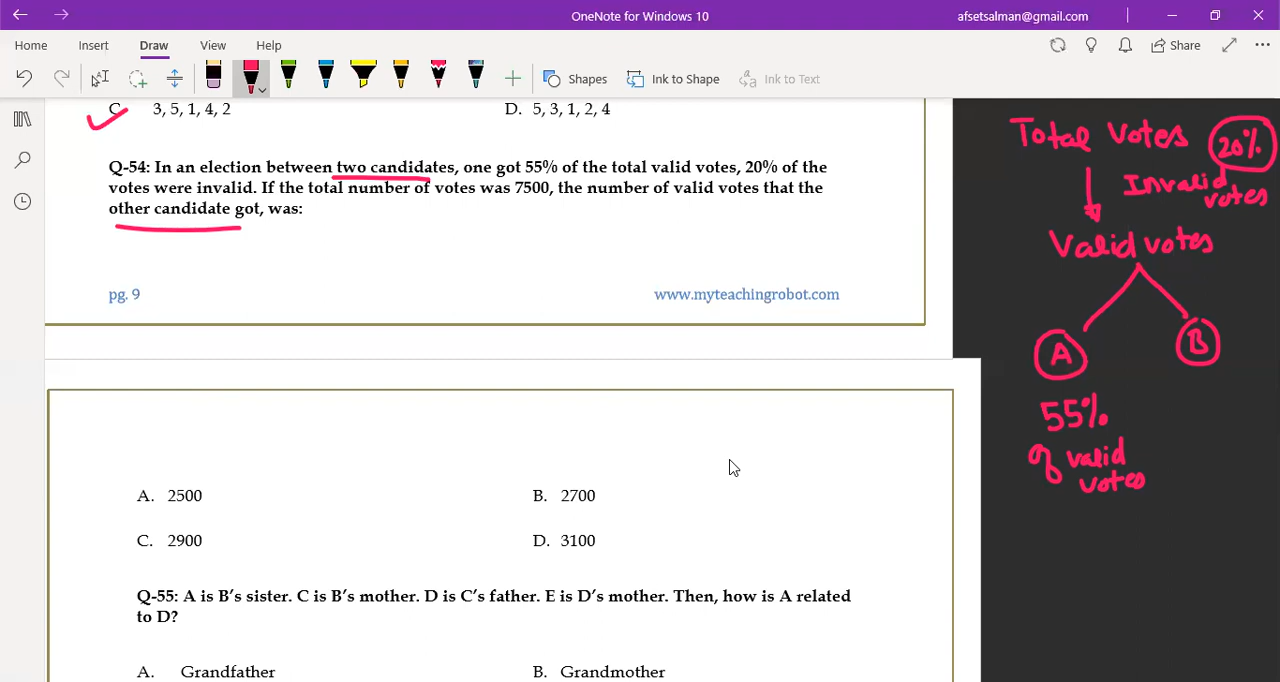 OneNote for Windows 10
afsetsalman@gmail.com
Home Insert Draw View Help
Share
Shapes Ink to Shape Ink to Text
C. 3, 5, 1, 4, 2 D. 5, 3, 1, 2, 4
Q-54: In an election between two candidates, one got 55% of the total valid votes, 20% of the
votes were invalid. If the total number of votes was 7500, the number of valid votes that the
other candidate got, was:
pg. 9 www.myteachingrobot.com
A. 2500 B. 2700
C. 2900 D. 3100
Q-55: A is B’s sister. C is B’s mother. D is C’s father. E is D’s mother. Then, how is A related
to D?
A. Grandfather B. Grandmother
Total Votes 20%
Invalid
votes
Valid votes
A B
55%
of valid
votes